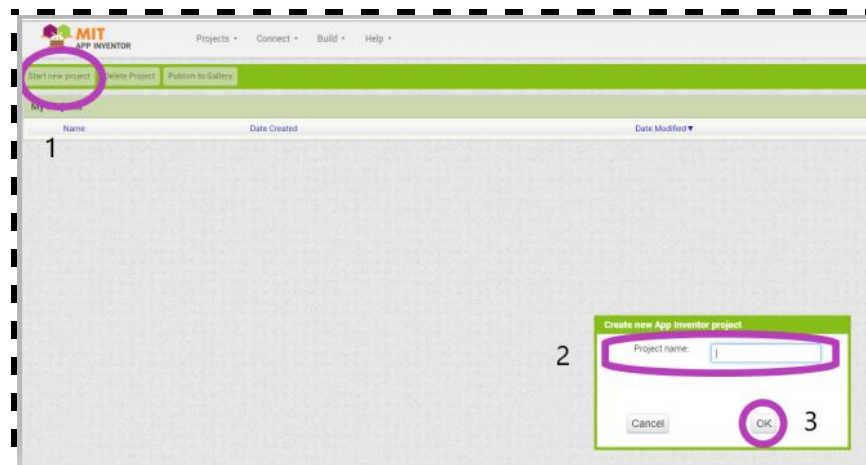 MIT
APP INVENTOR
Projects Connect Build Help
Start new project Delete Project Publish to Gallery
Name Date Created Date Modified
1
Create new App Inventor project
2 Project name:
Cancel OK 3